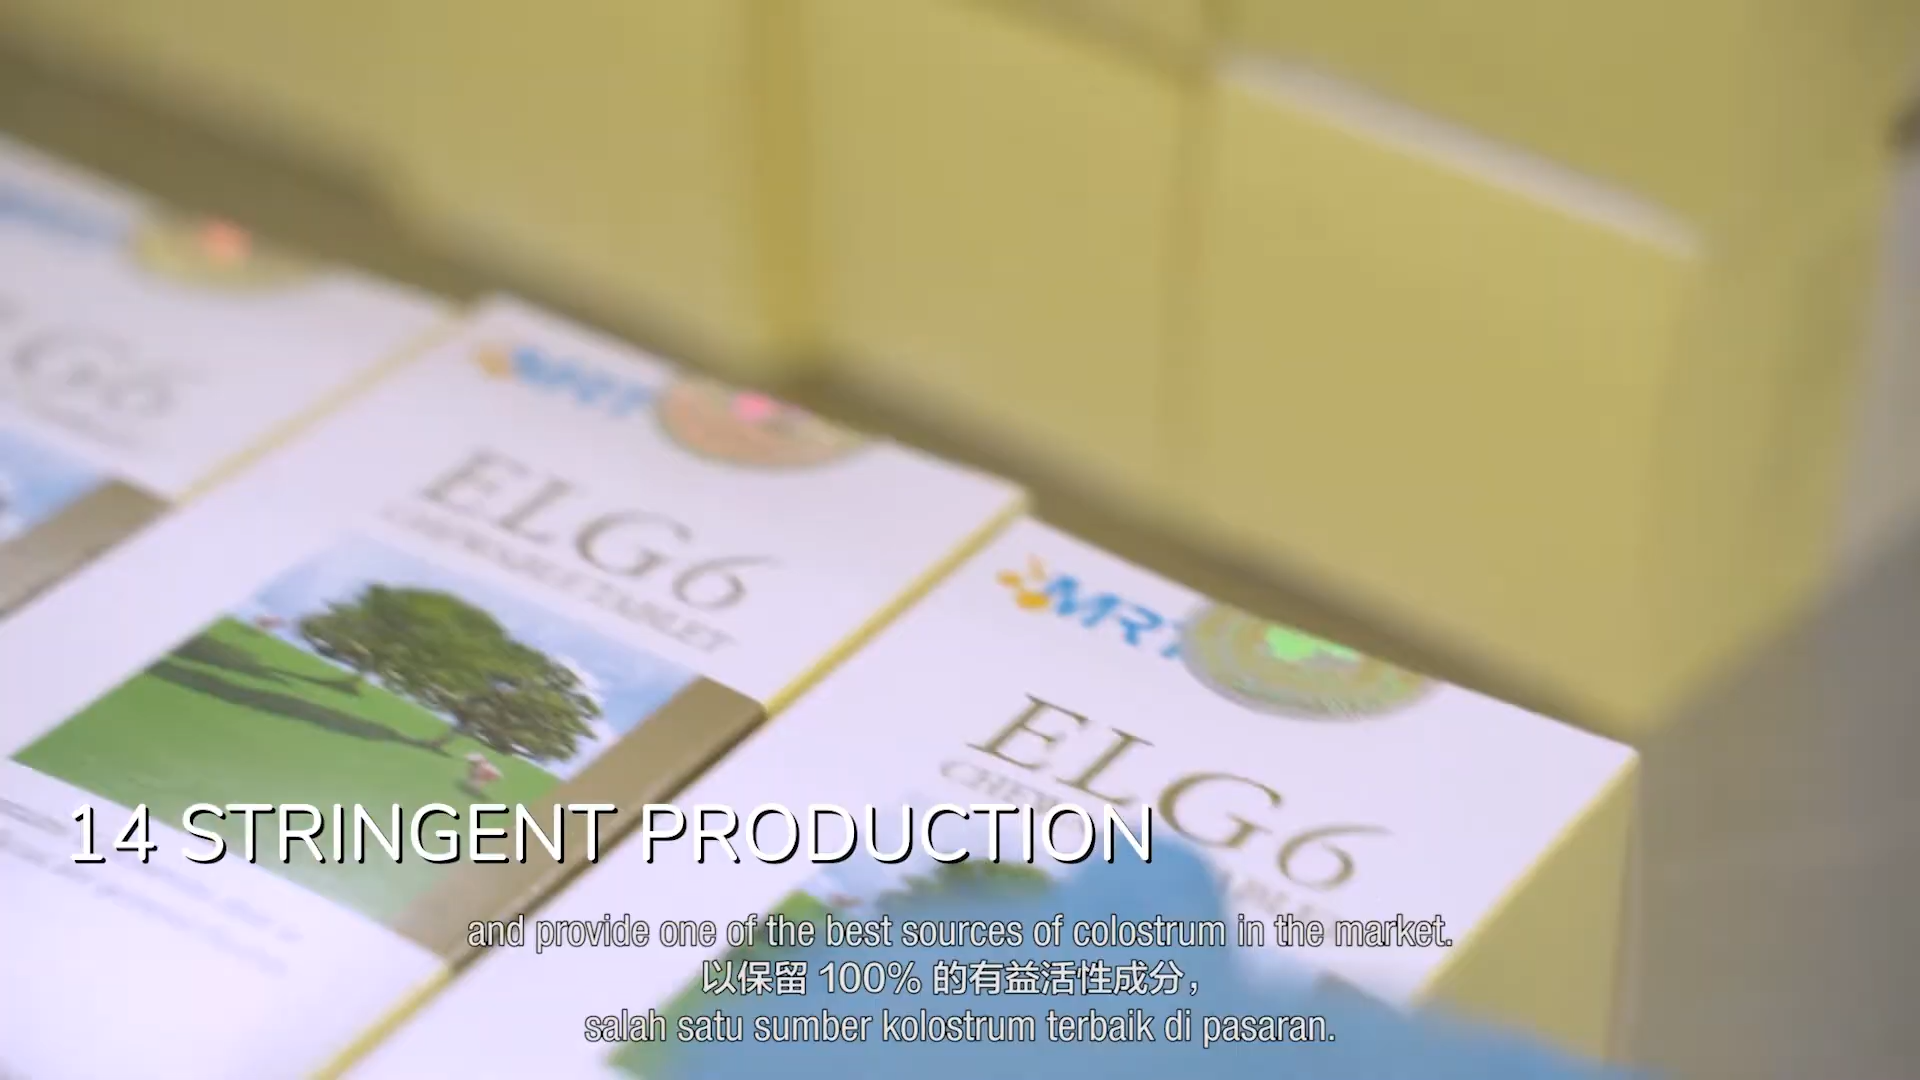 G6
MRT
ELG6
CHEWABLE TABLET
MRT
ELG6
14 STRINGENT PRODUCTION
and provide one of the best sources of colostrum in the market.
以保留 100% 的有益活性成分，
salah satu sumber kolostrum terbaik di pasaran.